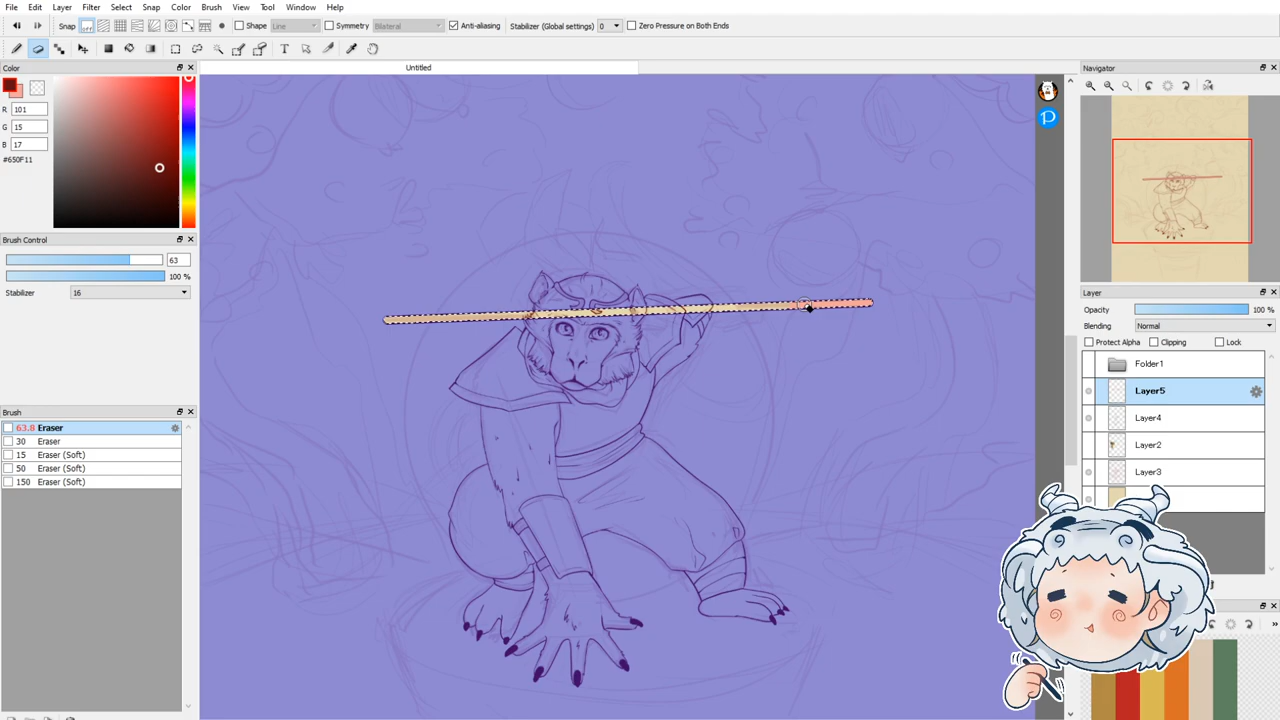 File Edit Layer Filter Select Snap Color Brush View Tool Window Help
Snap off Shape Line Symmetry Bilateral Anti-aliasing Stabilizer (Global settings) 0 Zero Pressure on Both Ends
Color
Untitled
Navigator
R 101
G 15
B 17
#650F11
Brush Control
63
100 %
Stabilizer 16
Layer
Opacity 100 %
Blending Normal
Protect Alpha Clipping Lock
Folder1
Layer5
Layer4
Layer2
Layer3
Brush
63.8 Eraser
30 Eraser
15 Eraser (Soft)
50 Eraser (Soft)
150 Eraser (Soft)